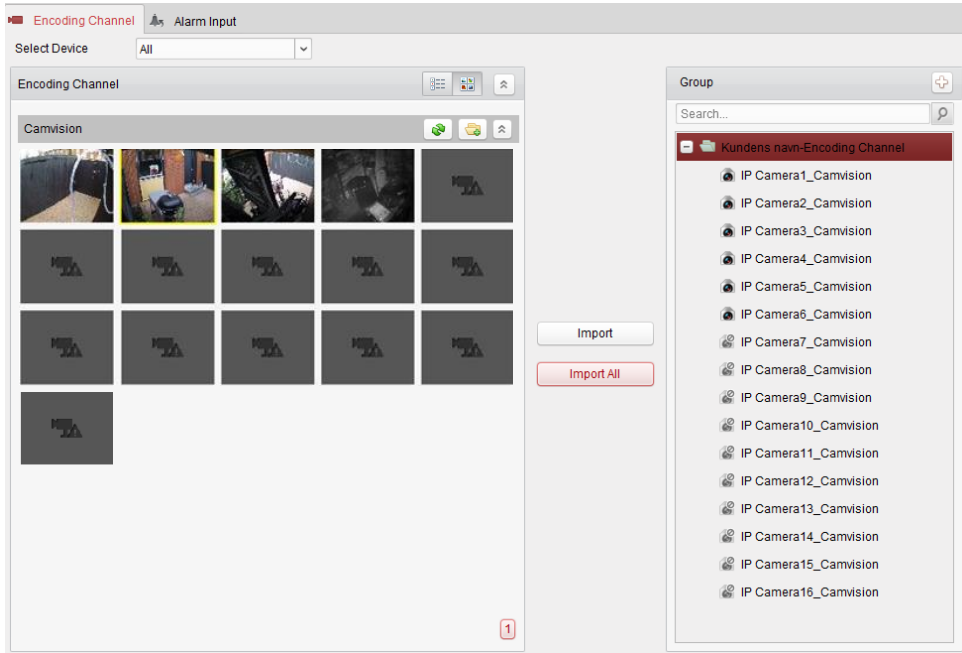 Encoding Channel
Alarm Input
Select Device
All
Encoding Channel
Camvision
1
Import
Import All
Group
Search...
Kundens navn-Encoding Channel
IP Camera1_Camvision
IP Camera2_Camvision
IP Camera3_Camvision
IP Camera4_Camvision
IP Camera5_Camvision
IP Camera6_Camvision
IP Camera7_Camvision
IP Camera8_Camvision
IP Camera9_Camvision
IP Camera10_Camvision
IP Camera11_Camvision
IP Camera12_Camvision
IP Camera13_Camvision
IP Camera14_Camvision
IP Camera15_Camvision
IP Camera16_Camvision